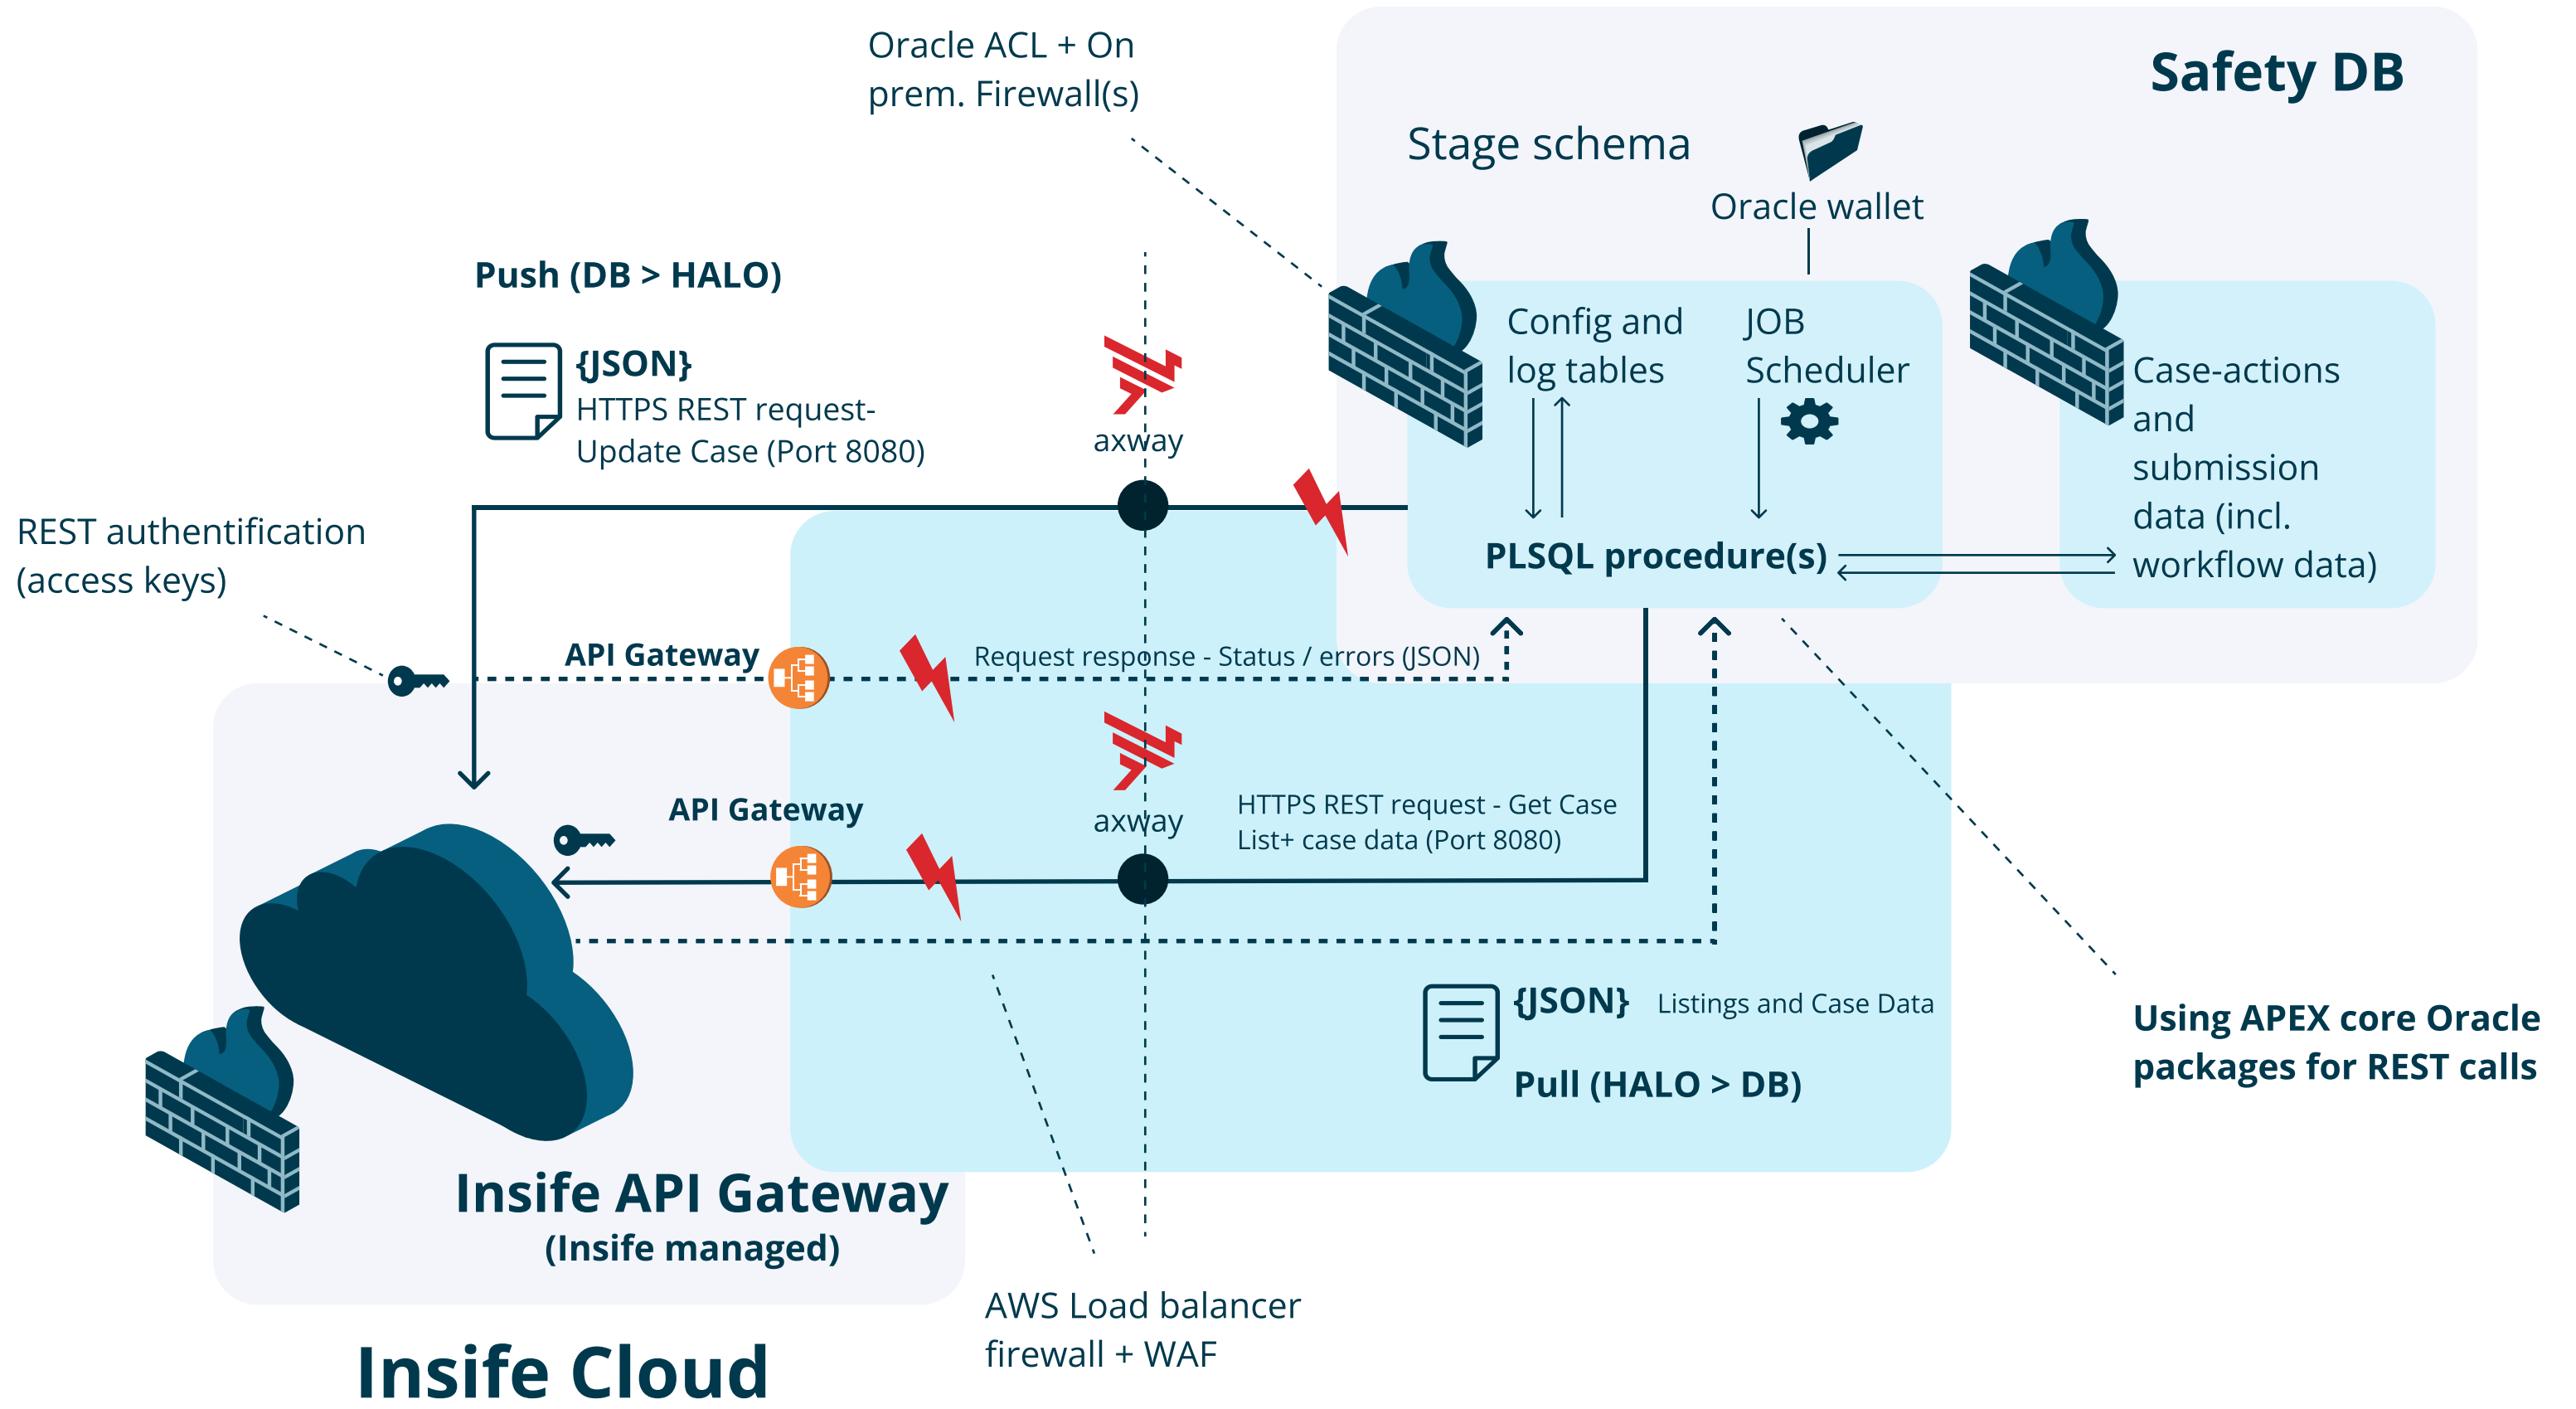 Oracle ACL + On
prem. Firewall(s)
Safety DB
Stage schema
Oracle wallet
Push (DB > HALO)
{JSON}
HTTPS REST request-
Update Case (Port 8080)
axway
Config and
log tables
JOB
Scheduler
Case-actions
and
submission
data (incl.
workflow data)
PLSQL procedure(s)
REST authentification
(access keys)
API Gateway
Request response - Status / errors (JSON)
API Gateway
axway
HTTPS REST request - Get Case
List+ case data (Port 8080)
{JSON} Listings and Case Data
Pull (HALO > DB)
Using APEX core Oracle
packages for REST calls
Insife API Gateway
(Insife managed)
AWS Load balancer
firewall + WAF
Insife Cloud